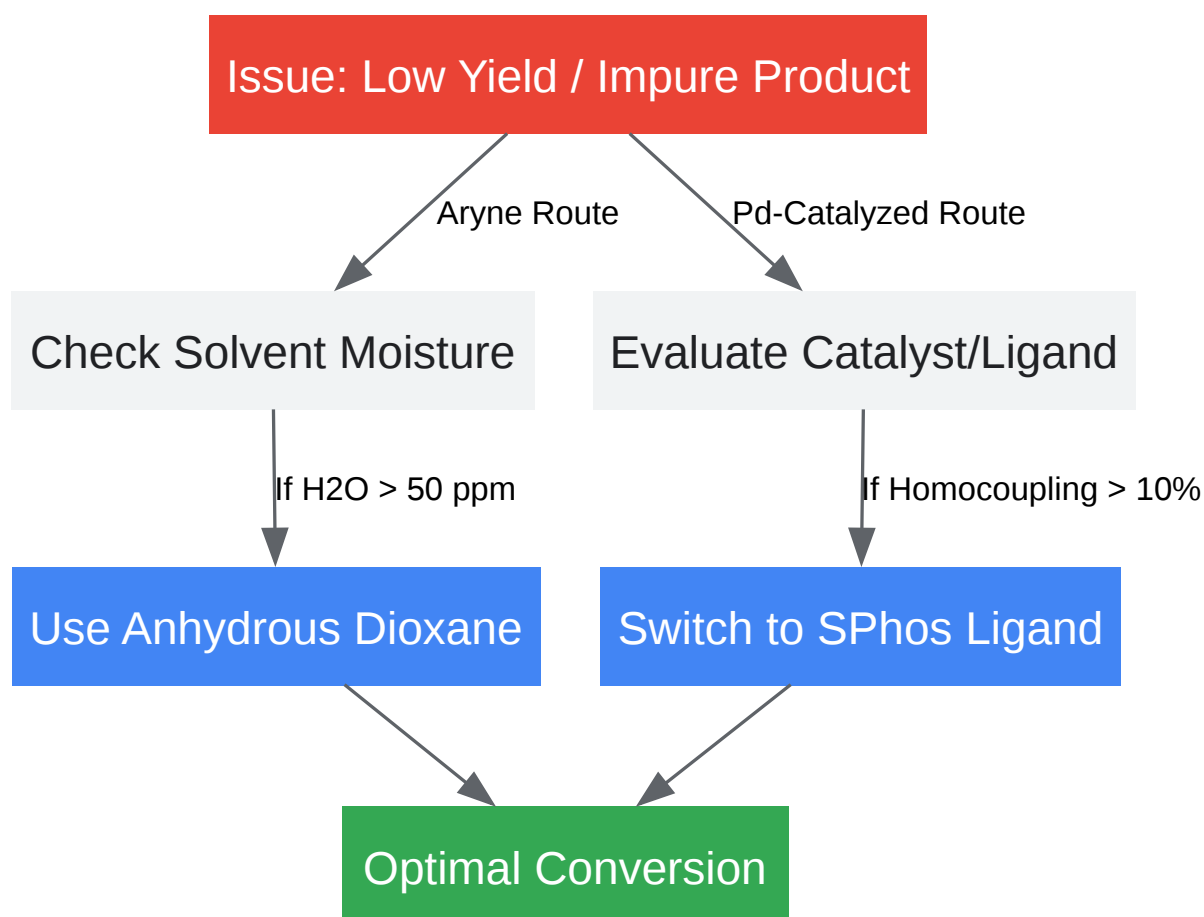 Issue: Low Yield / Impure Product
Aryne Route
Pd-Catalyzed Route
Check Solvent Moisture
Evaluate Catalyst/Ligand
If H2O > 50 ppm
If Homocoupling > 10%
Use Anhydrous Dioxane
Switch to SPhos Ligand
Optimal Conversion